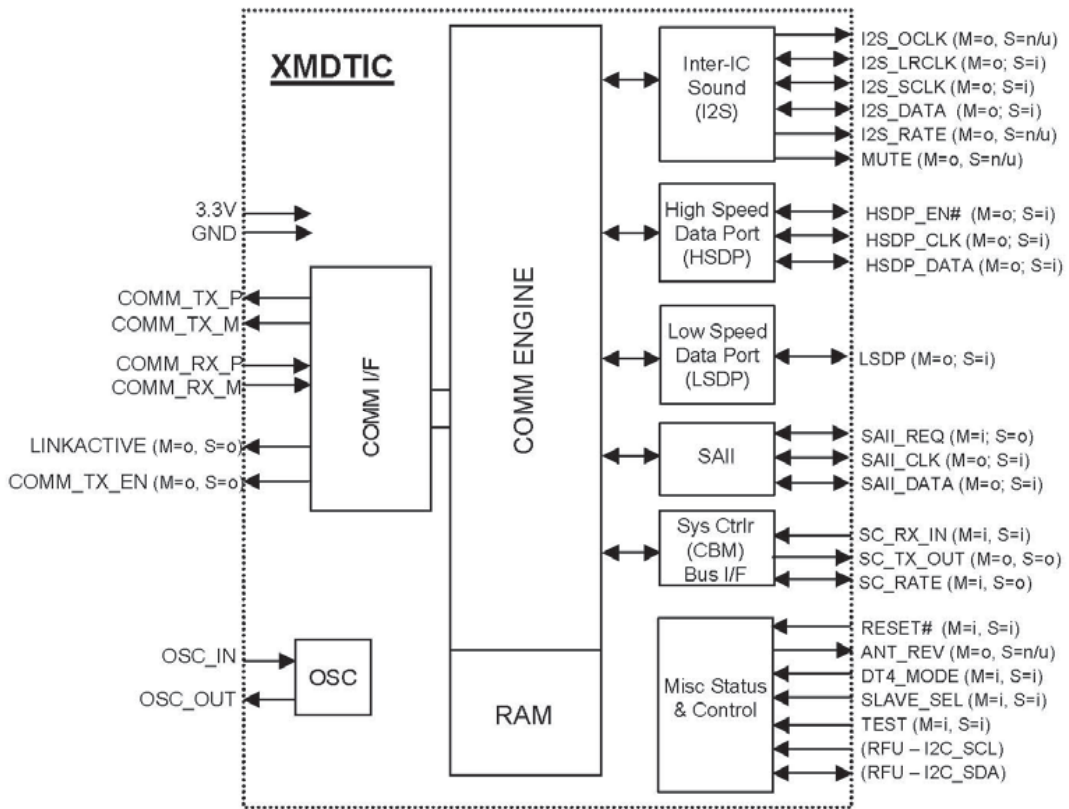 XMDTIC
3.3V
GND
COMM_TX_P
COMM_TX_M
COMM_RX_P
COMM_RX_M
LINKACTIVE (M=o, S=o)
COMM_TX_EN (M=o, S=o)
OSC_IN
OSC_OUT
COMM I/F
OSC
COMM ENGINE
RAM
Inter-IC
Sound
(I2S)
I2S_OCLK (M=o, S=n/u)
I2S_LRCLK (M=o; S=i)
I2S_SCLK (M=o; S=i)
I2S_DATA (M=o; S=i)
I2S_RATE (M=o, S=n/u)
MUTE (M=o, S=n/u)
High Speed
Data Port
(HSDP)
HSDP_EN# (M=o; S=i)
HSDP_CLK (M=o; S=i)
HSDP_DATA (M=o; S=i)
Low Speed
Data Port
(LSDP)
LSDP (M=o; S=i)
SAII
SAII_REQ (M=i; S=o)
SAII_CLK (M=o; S=i)
SAII_DATA (M=o; S=i)
Sys Ctrlr
(CBM)
Bus I/F
SC_RX_IN (M=i, S=i)
SC_TX_OUT (M=o, S=o)
SC_RATE (M=i, S=o)
Misc Status
& Control
RESET# (M=i, S=i)
ANT_REV (M=o, S=n/u)
DT4_MODE (M=i, S=i)
SLAVE_SEL (M=i, S=i)
TEST (M=i, S=i)
(RFU – I2C_SCL)
(RFU – I2C_SDA)